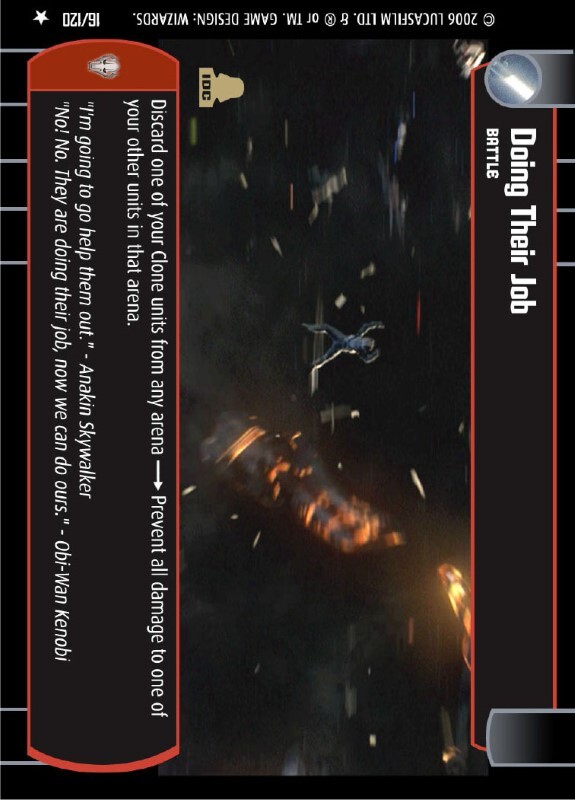 Doing Their Job
BATTLE
IDC
Discard one of your Clone units from any arena → Prevent all damage to one of
your other units in that arena.
"I'm going to go help them out." - Anakin Skywalker
"No! No. They are doing their job, now we can do ours." - Obi-Wan Kenobi
© 2006 LUCASFILM LTD. & ® or TM. GAME DESIGN: WIZARDS.
16/120 ★